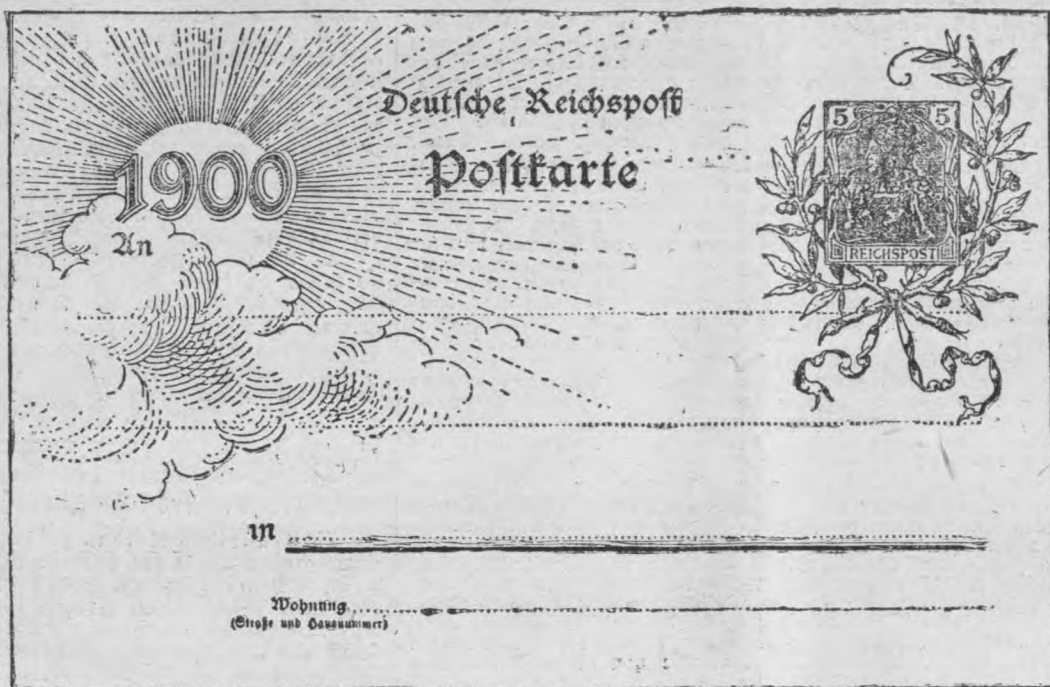 Deutsche Reichspost
Postkarte
1900
5 5
REICHSPOST
An
in
Wohnung
(Straße und Hausnummer)